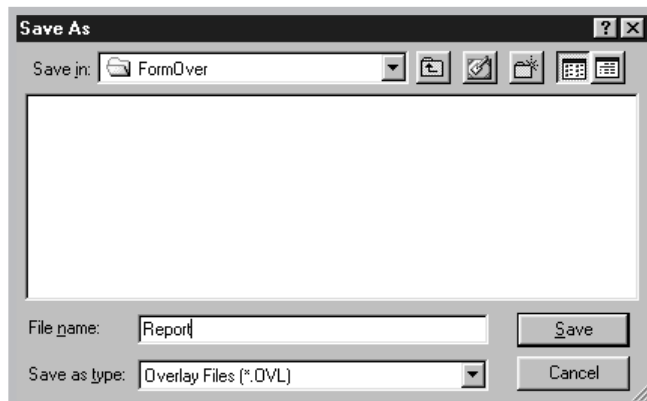 Save As
Save in: FormOver
File name: Report
Save
Save as type: Overlay Files (*.OVL)
Cancel